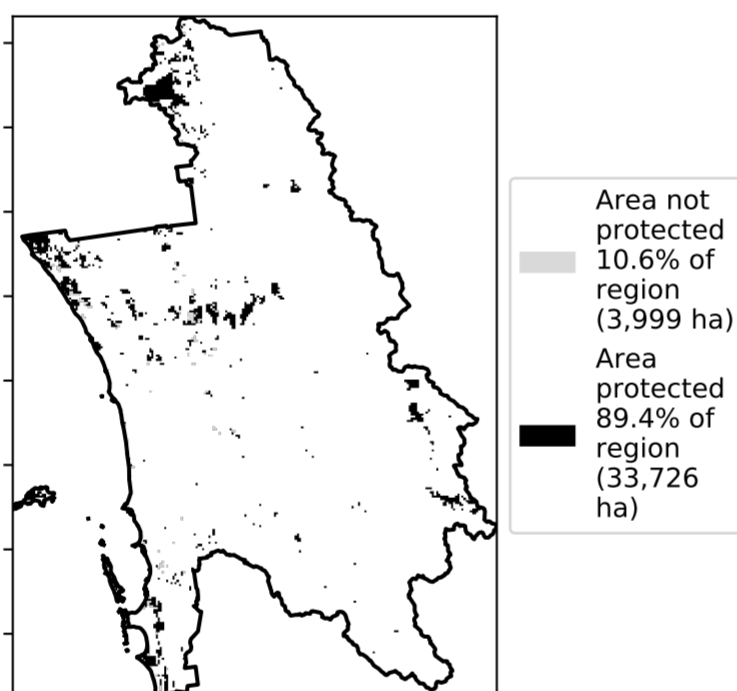 Area not
protected
10.6% of
region
(3,999 ha)
Area
protected
89.4% of
region
(33,726
ha)